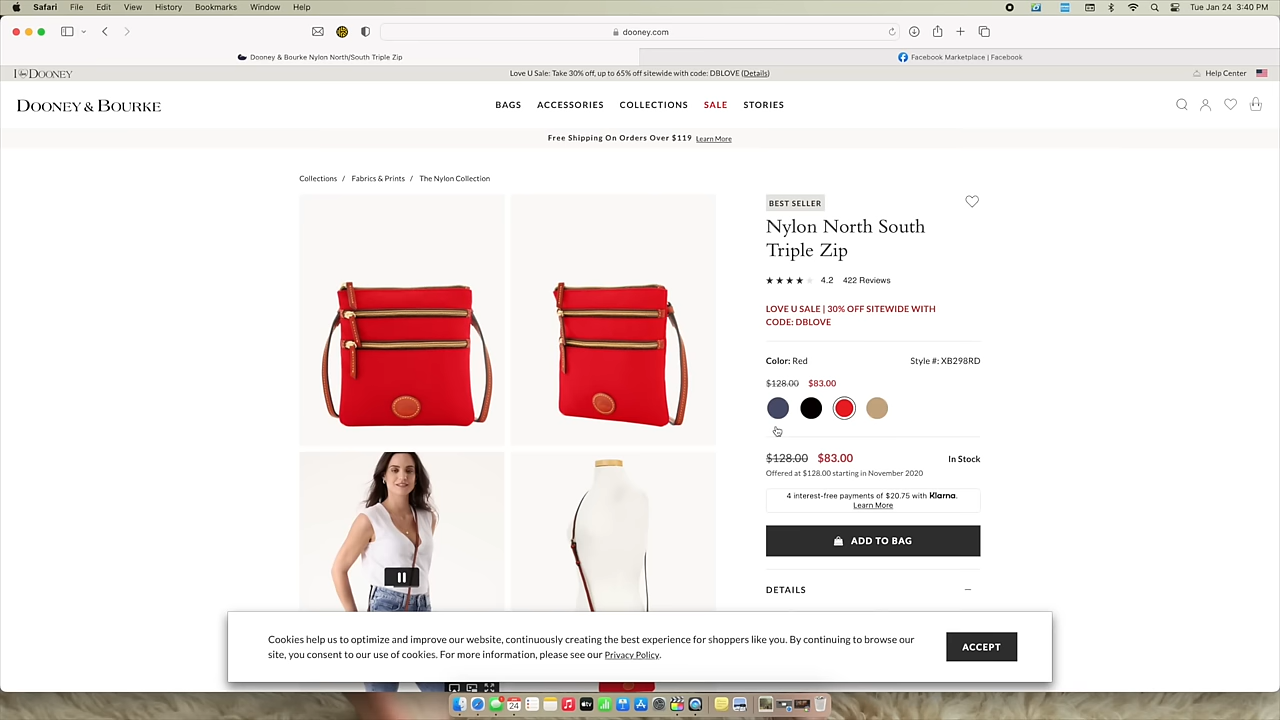 Safari File Edit View History Bookmarks Window Help Tue Jan 24 3:40 PM
dooney.com
Dooney & Bourke Nylon North/South Triple Zip
Facebook Marketplace | Facebook
I DOONEY
Love U Sale: Take 30% off, up to 65% off sitewide with code: DBLOVE (Details)
Help Center
DOONEY & BOURKE
BAGS ACCESSORIES COLLECTIONS SALE STORIES
Free Shipping On Orders Over $119 Learn More
Collections / Fabrics & Prints / The Nylon Collection
BEST SELLER
Nylon North South
Triple Zip
4.2 422 Reviews
LOVE U SALE | 30% OFF SITEWIDE WITH
CODE: DBLOVE
Color: Red Style #: XB298RD
$128.00 $83.00
$128.00 $83.00 In Stock
Offered at $128.00 starting in November 2020
4 interest-free payments of $20.75 with Klarna.
Learn More
ADD TO BAG
DETAILS
Cookies help us to optimize and improve our website, continuously creating the best experience for shoppers like you. By continuing to browse our
site, you consent to our use of cookies. For more information, please see our Privacy Policy.
ACCEPT
24